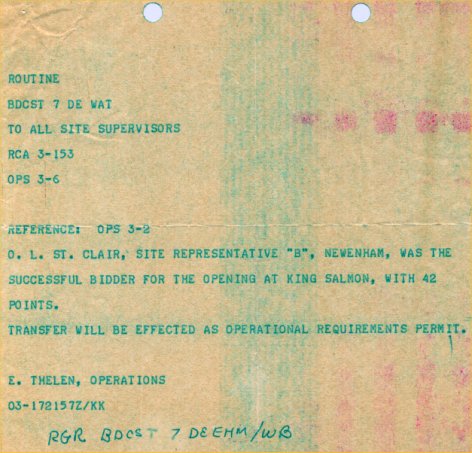 ROUTINE
BDCST 7 DE WAT
TO ALL SITE SUPERVISORS
RCA 3-153
OPS 3-6
REFERENCE: OPS 3-2
O. L. ST. CLAIR, SITE REPRESENTATIVE "B", NEWENHAM, WAS THE
SUCCESSFUL BIDDER FOR THE OPENING AT KING SALMON, WITH 42
POINTS.
TRANSFER WILL BE EFFECTED AS OPERATIONAL REQUIREMENTS PERMIT.
E. THELEN, OPERATIONS
03-172157Z/KK
RGR BDCST 7 DE EHM/WB